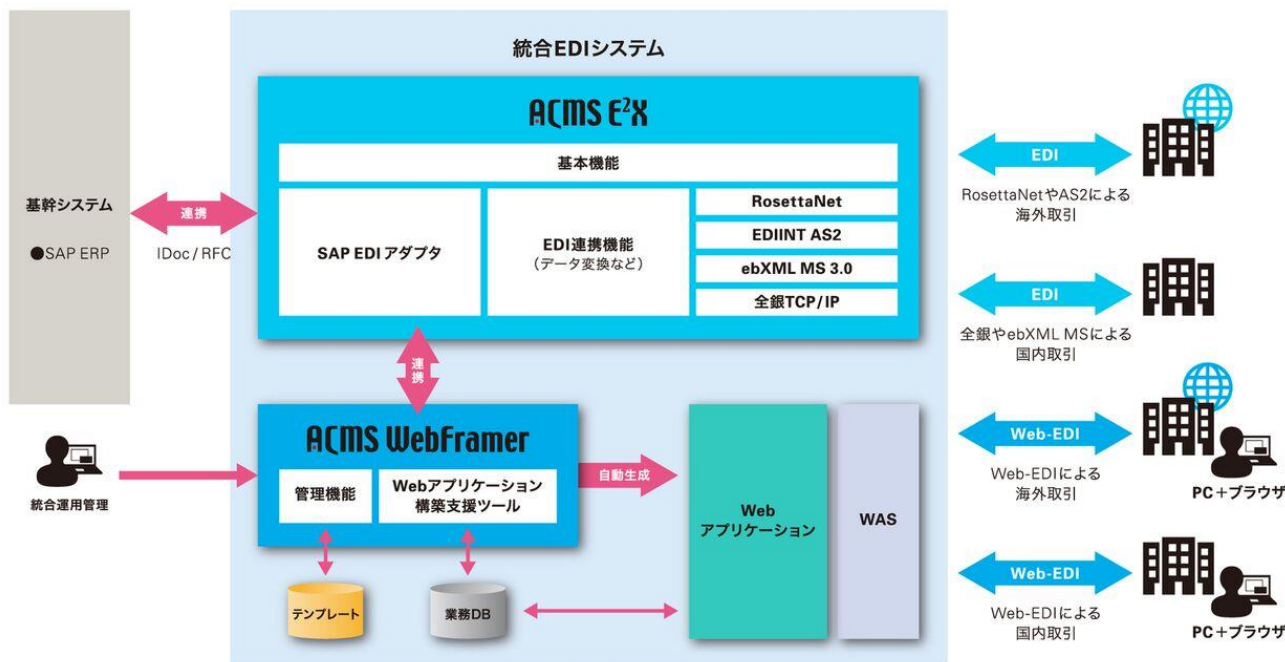 統合EDIシステム
ACMS E²X
基本機能
SAP EDI アダプタ
EDI連携機能
(データ変換など)
RosettaNet
EDIINT AS2
ebXML MS 3.0
全銀TCP/IP
基幹システム
●SAP ERP
連携
IDoc / RFC
EDI
RosettaNetやAS2による
海外取引
EDI
全銀やebXML MSによる
国内取引
連携
統合運用管理
ACMS WebFramer
管理機能
Webアプリケーション
構築支援ツール
自動生成
Web
アプリケーション
WAS
テンプレート
業務DB
Web-EDI
Web-EDIによる
海外取引
PC+ブラウザ
Web-EDI
Web-EDIによる
国内取引
PC+ブラウザ